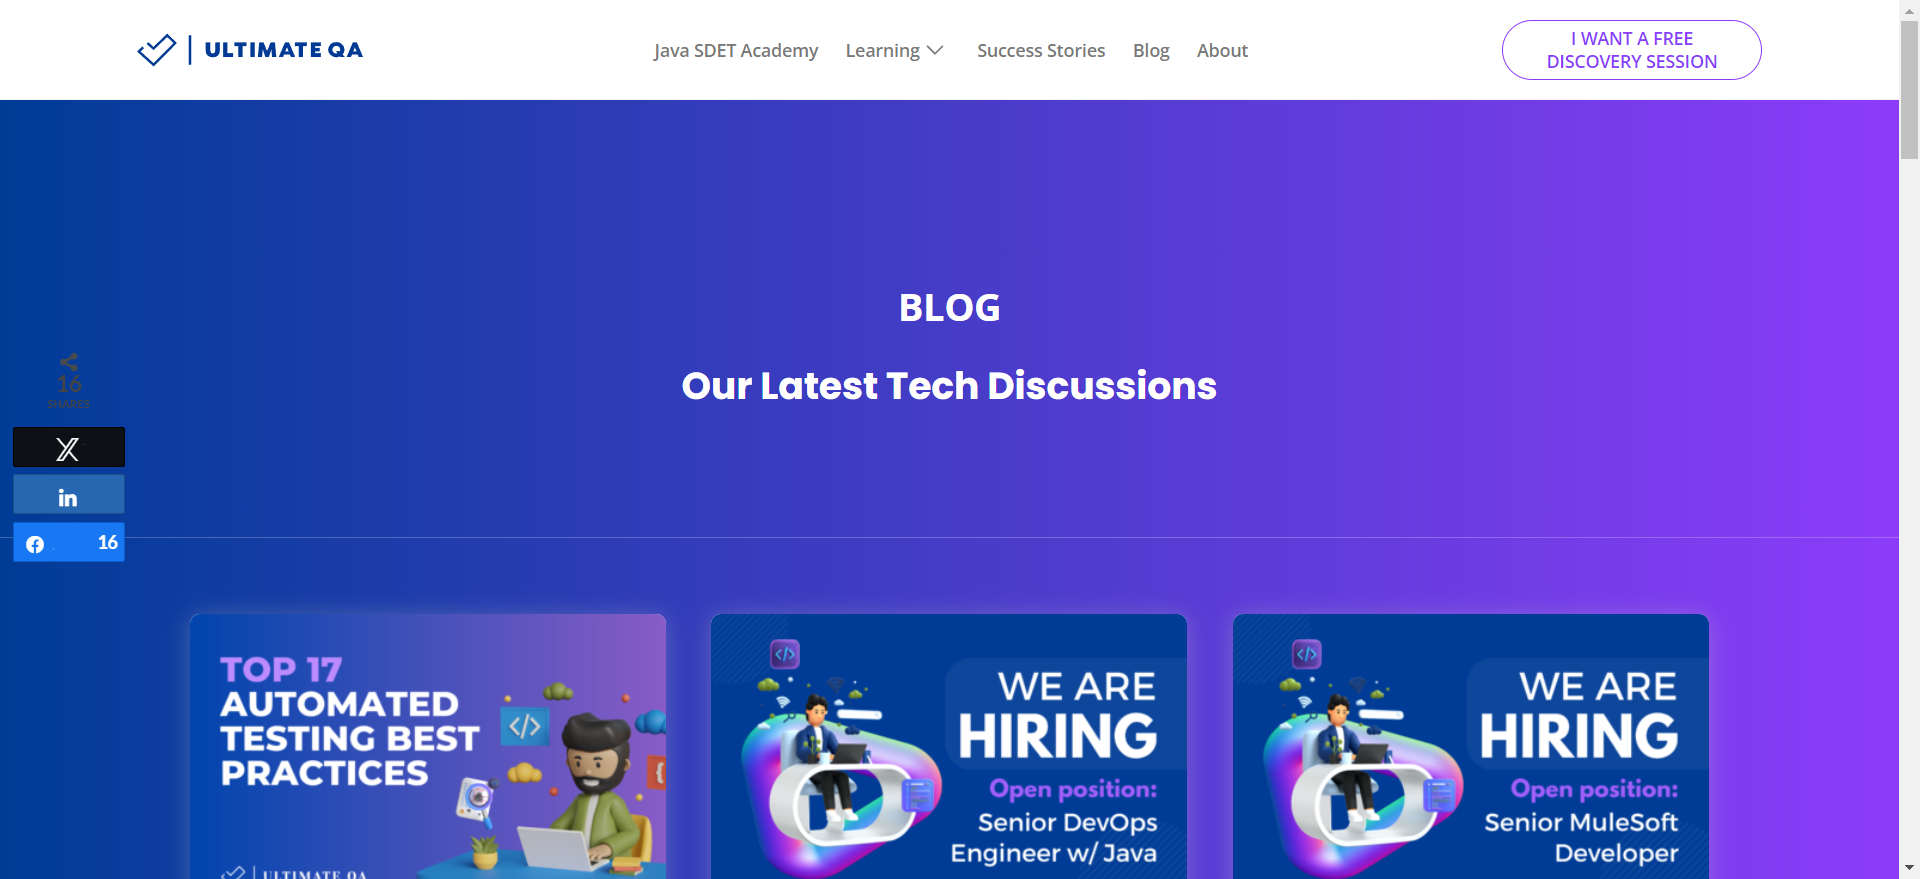 ULTIMATE QA
Java SDET Academy
Learning
Success Stories
Blog
About
I WANT A FREE
DISCOVERY SESSION
BLOG
Our Latest Tech Discussions
16
SHARES
X
in
16
TOP 17
AUTOMATED
TESTING BEST
PRACTICES
</>
ULTIMATE QA
</>
WE ARE
HIRING
Open position:
Senior DevOps
Engineer w/ Java
</>
WE ARE
HIRING
Open position:
Senior MuleSoft
Developer